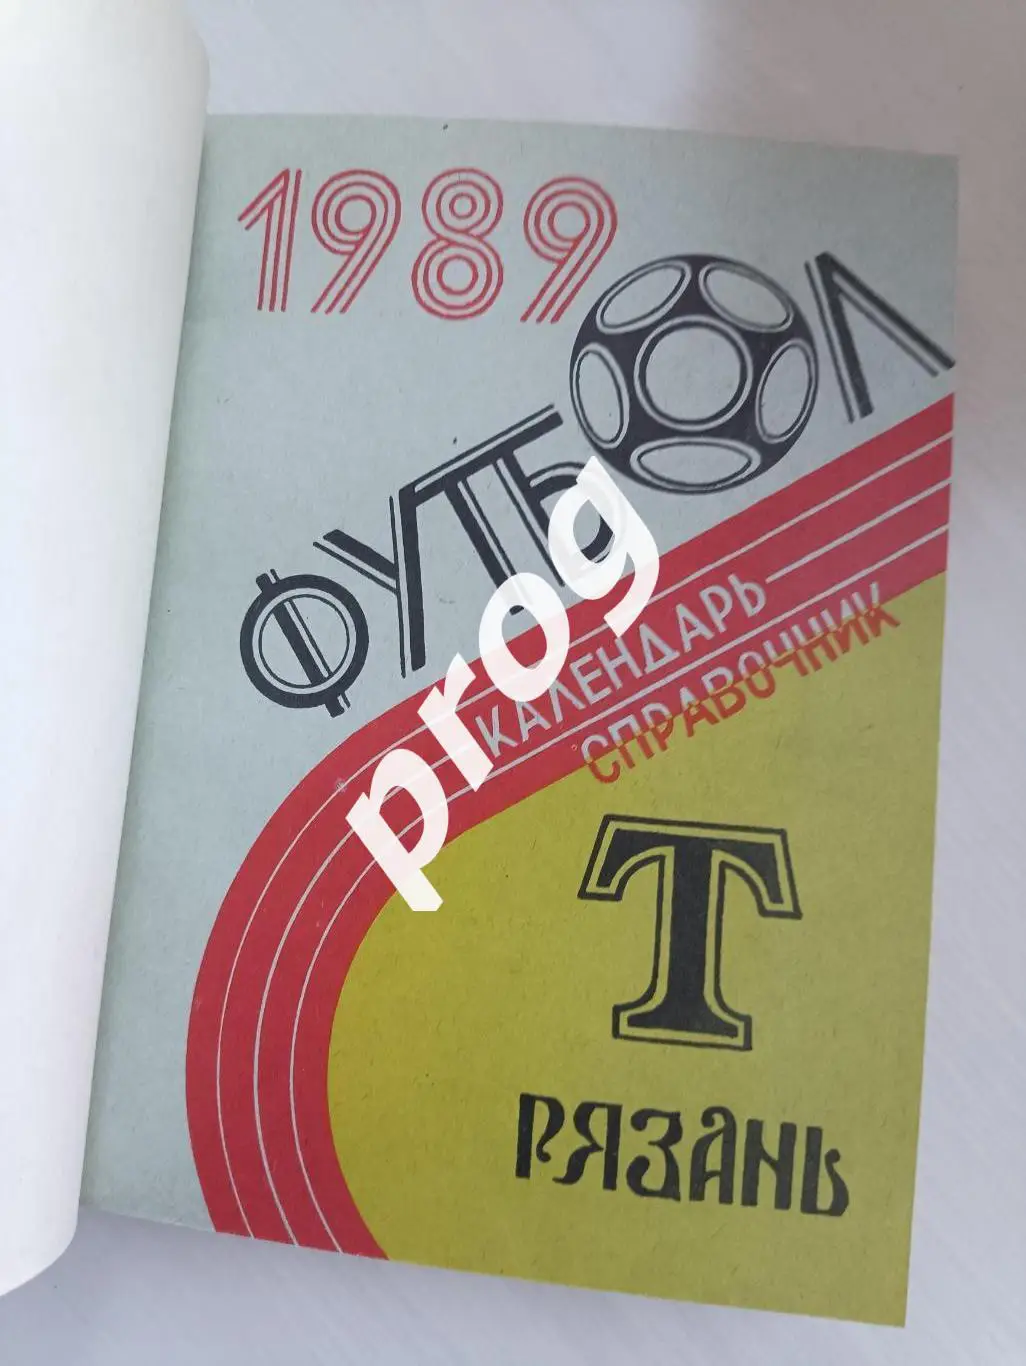 1989
ФУТБОЛ
КАЛЕНДАРЬ
СПРАВОЧНИК
prog
Т
РЯЗАНЬ